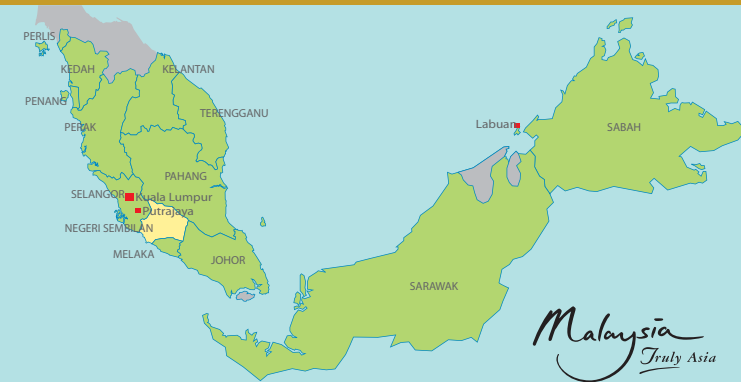 PERLIS
KEDAH
KELANTAN
PENANG
TERENGGANU
PERAK
Labuan
SABAH
PAHANG
SELANGOR
Kuala Lumpur
Putrajaya
NEGERI SEMBILAN
MELAKA
JOHOR
SARAWAK
Malaysia
Truly Asia